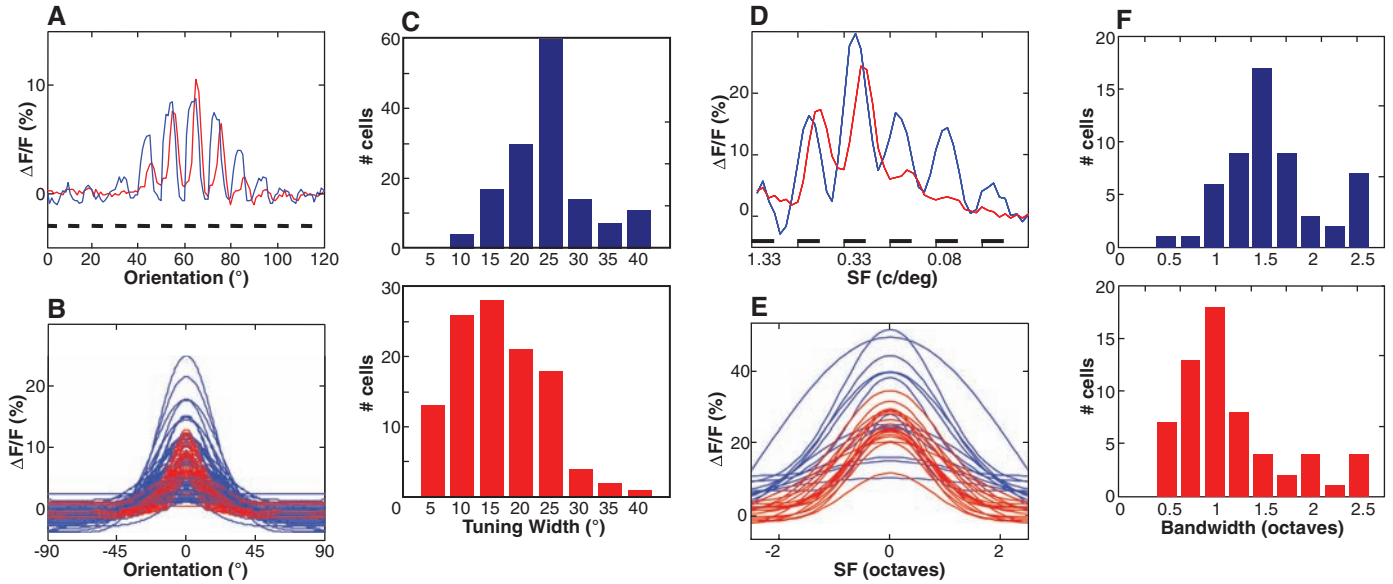 A
10
0
ΔF/F (%)
0 20 40 60 80 100 120
Orientation (°)
B
20
10
0
ΔF/F (%)
-90 -45 0 45 90
Orientation (°)
C
60
40
20
0
# cells
5 10 15 20 25 30 35 40
30
20
10
0
# cells
5 10 15 20 25 30 35 40
Tuning Width (°)
D
20
10
0
ΔF/F (%)
1.33 0.33 0.08
SF (c/deg)
E
40
20
0
ΔF/F (%)
-2 0 2
SF (octaves)
F
20
15
10
5
0
# cells
0 0.5 1 1.5 2 2.5
20
15
10
5
0
# cells
0 0.5 1 1.5 2 2.5
Bandwidth (octaves)